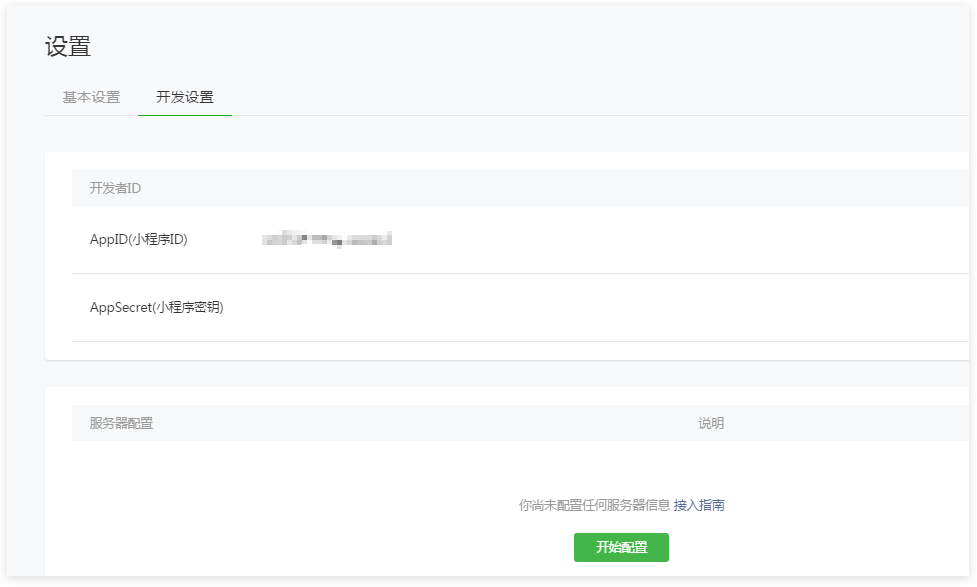 设置
基本设置 开发设置
开发者ID
AppID(小程序ID)
AppSecret(小程序密钥)
服务器配置 说明
你尚未配置任何服务器信息 接入指南
开始配置